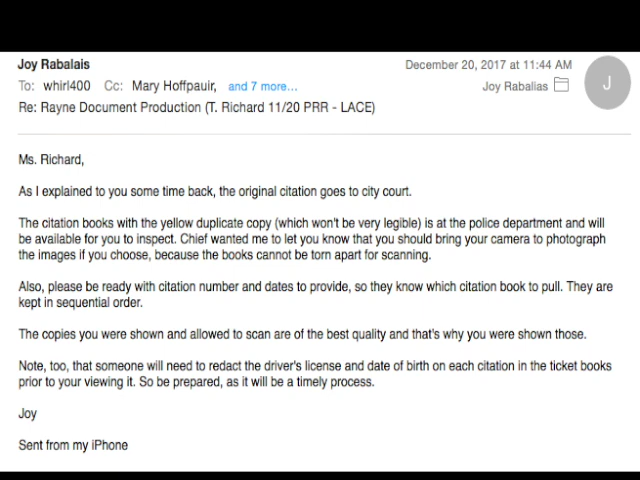 Joy Rabalais
December 20, 2017 at 11:44 AM
To: whirl400 Cc: Mary Hoffpauir, and 7 more...
Joy Rabalias
J
Re: Rayne Document Production (T. Richard 11/20 PRR - LACE)
Ms. Richard,
As I explained to you some time back, the original citation goes to city court.
The citation books with the yellow duplicate copy (which won't be very legible) is at the police department and will
be available for you to inspect. Chief wanted me to let you know that you should bring your camera to photograph
the images if you choose, because the books cannot be torn apart for scanning.
Also, please be ready with citation number and dates to provide, so they know which citation book to pull. They are
kept in sequential order.
The copies you were shown and allowed to scan are of the best quality and that's why you were shown those.
Note, too, that someone will need to redact the driver's license and date of birth on each citation in the ticket books
prior to your viewing it. So be prepared, as it will be a timely process.
Joy
Sent from my iPhone